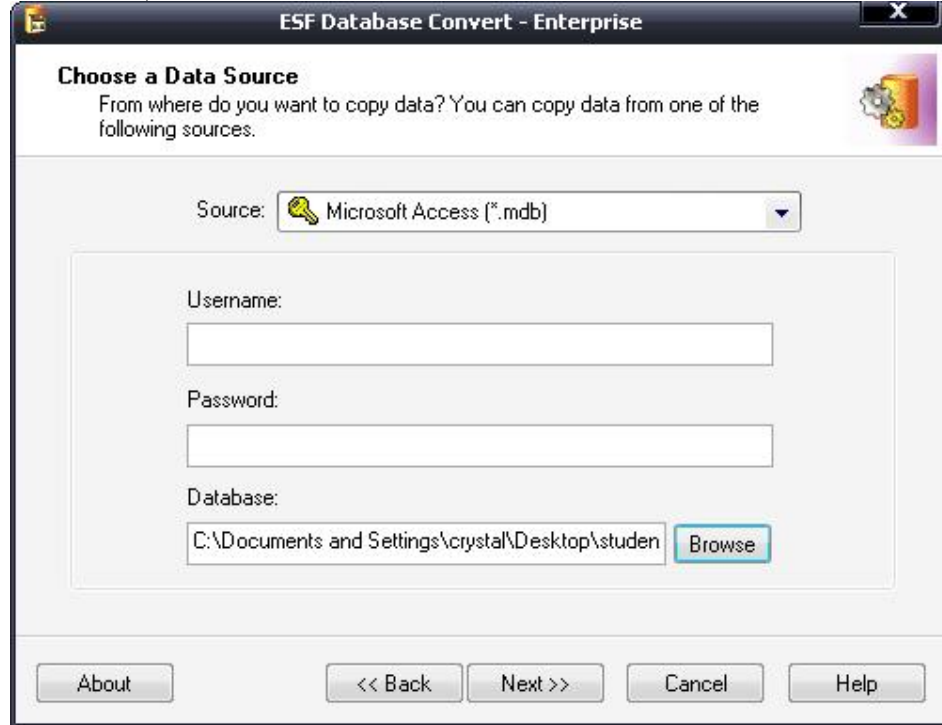 ESF Database Convert - Enterprise
X
Choose a Data Source
From where do you want to copy data? You can copy data from one of the
following sources.
Source: Microsoft Access (*.mdb)
Username:
Password:
Database:
C:\Documents and Settings\crystal\Desktop\studen Browse
About << Back Next >> Cancel Help